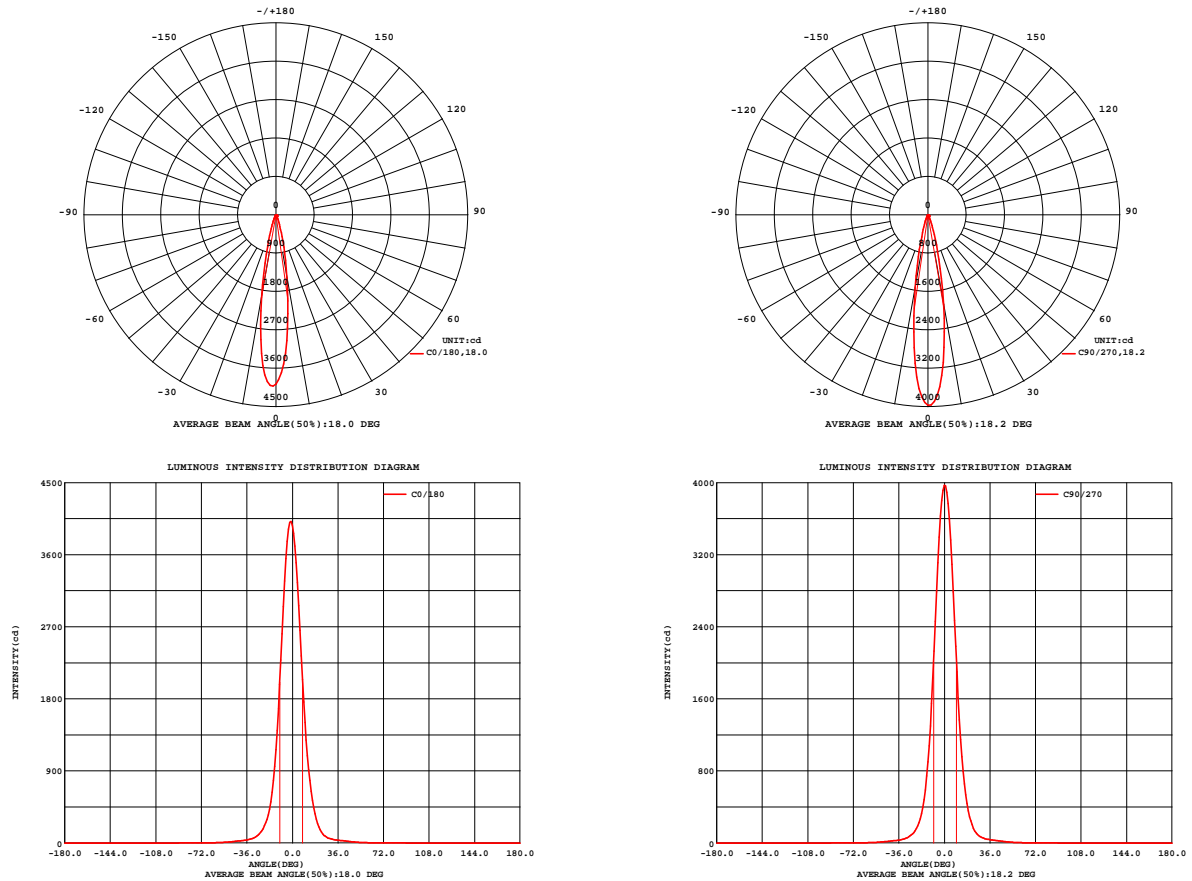 -/+180
-150
150
-120
120
-90
90
-60
60
-30
30
0
0
900
1800
2700
3600
4500
UNIT:cd
C0/180,18.0
AVERAGE BEAM ANGLE(50%):18.0 DEG
-/+180
-150
150
-120
120
-90
90
-60
60
-30
30
0
0
800
1600
2400
3200
4000
UNIT:cd
C90/270,18.2
AVERAGE BEAM ANGLE(50%):18.2 DEG
LUMINOUS INTENSITY DISTRIBUTION DIAGRAM
C0/180
INTENSITY(cd)
4500
3600
2700
1800
900
0
-180.0 -144.0 -108.0 -72.0 -36.0 0.0 36.0 72.0 108.0 144.0 180.0
ANGLE(DEG)
AVERAGE BEAM ANGLE(50%):18.0 DEG
LUMINOUS INTENSITY DISTRIBUTION DIAGRAM
C90/270
INTENSITY(cd)
4000
3200
2400
1600
800
0
-180.0 -144.0 -108.0 -72.0 -36.0 0.0 36.0 72.0 108.0 144.0 180.0
ANGLE(DEG)
AVERAGE BEAM ANGLE(50%):18.2 DEG